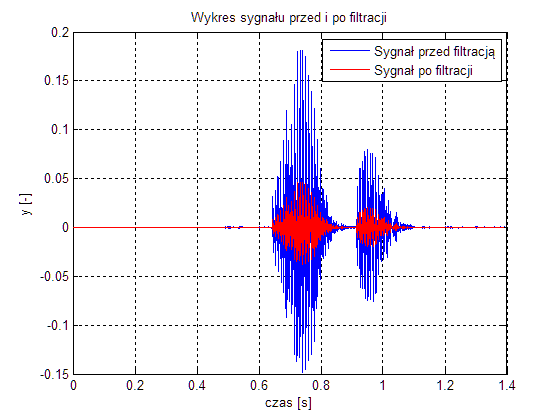 Wykres sygnału przed i po filtracji
Sygnał przed filtracją
Sygnał po filtracji
y [-]
0.2
0.15
0.1
0.05
0
-0.05
-0.1
-0.15
0 0.2 0.4 0.6 0.8 1 1.2 1.4
czas [s]